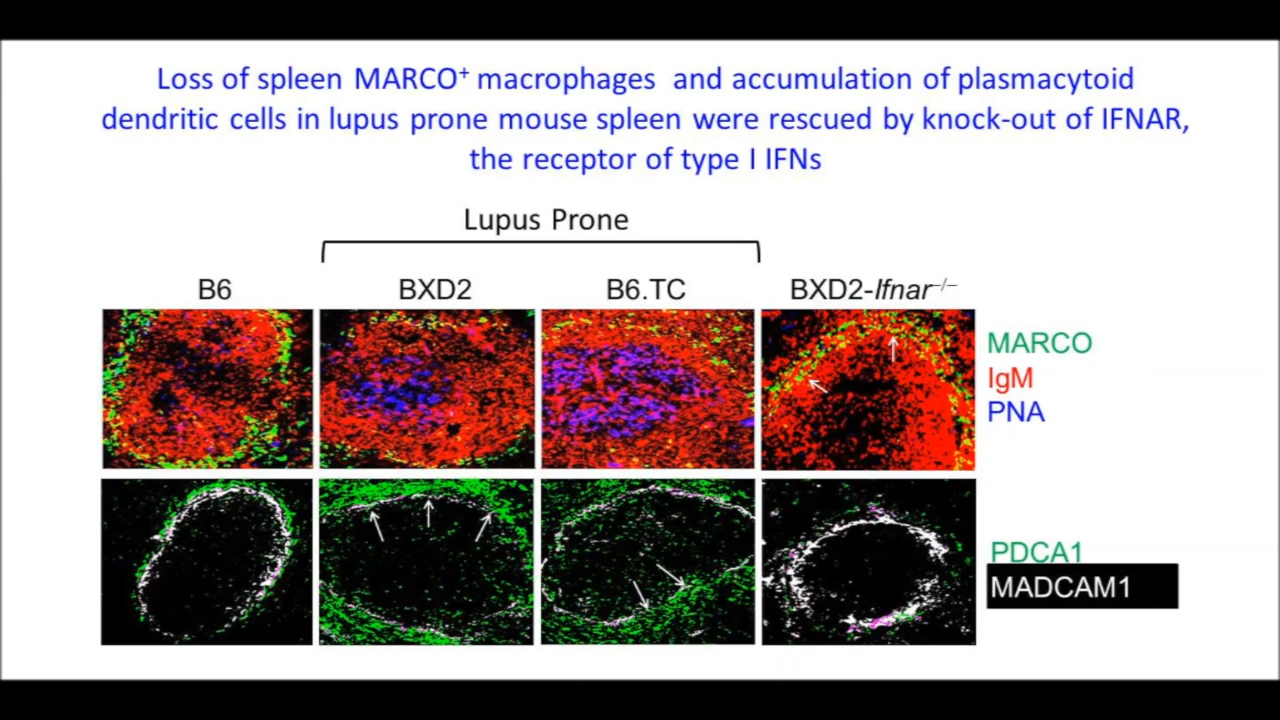 Loss of spleen MARCO⁺ macrophages and accumulation of plasmacytoid
dendritic cells in lupus prone mouse spleen were rescued by knock-out of IFNAR,
the receptor of type I IFNs
Lupus Prone
B6 BXD2 B6.TC BXD2-Ifnar⁻/⁻
MARCO
IgM
PNA
PDCA1
MADCAM1